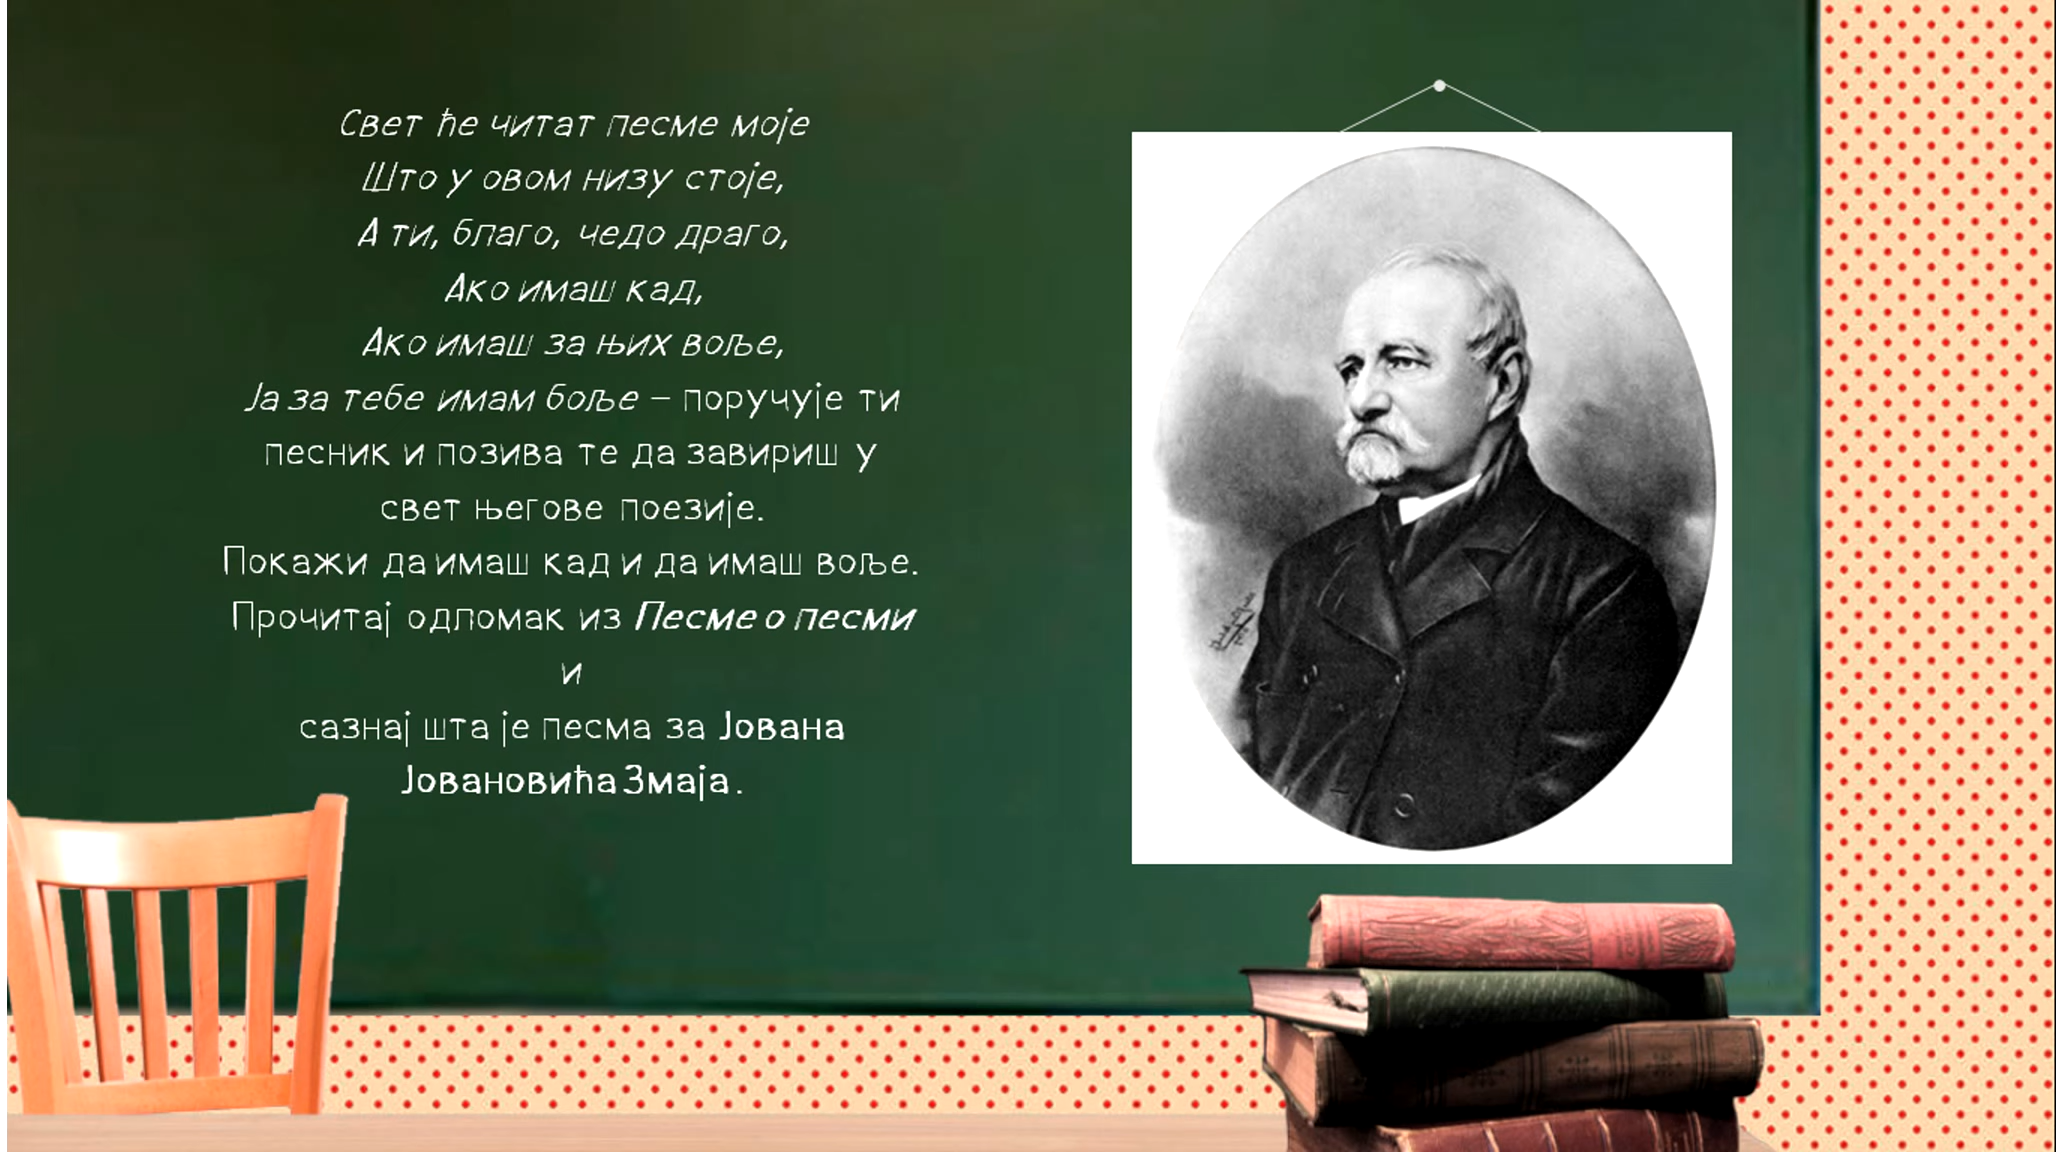 Свет ће читат песме моје
Што у овом низу стоје,
А ти, благо, чедо драго,
Ако имаш кад,
Ако имаш за њих воље,
Ја за тебе имам боље – поручује ти
песник и позива те да завириш у
свет његове поезије.
Покажи да имаш кад и да имаш воље.
Прочитај одломак из Песме о песми
и
сазнај шта је песма за Јована
Јовановића Змаја.